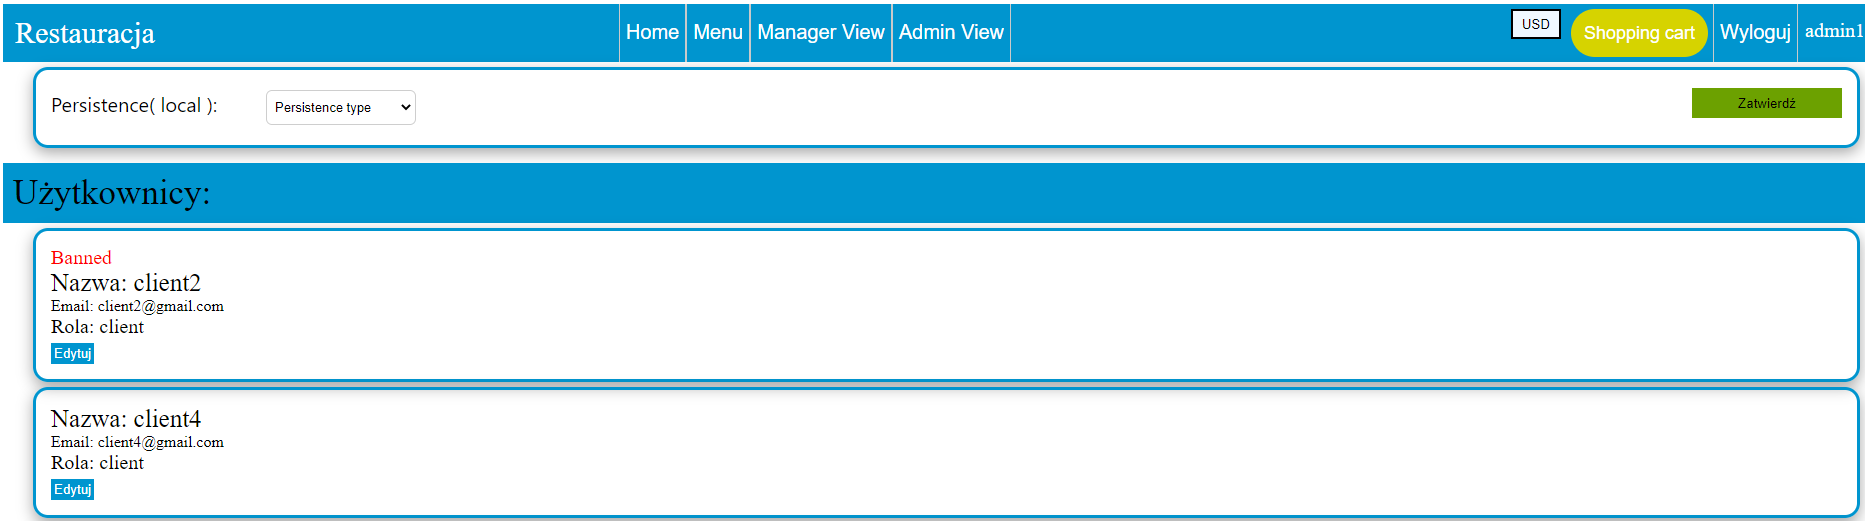 Restauracja Home Menu Manager View Admin View USD Shopping cart Wyloguj admin1
Persistence( local ): Persistence type Zatwierdź
Użytkownicy:
Banned
Nazwa: client2
Email: client2@gmail.com
Rola: client
Edytuj
Nazwa: client4
Email: client4@gmail.com
Rola: client
Edytuj